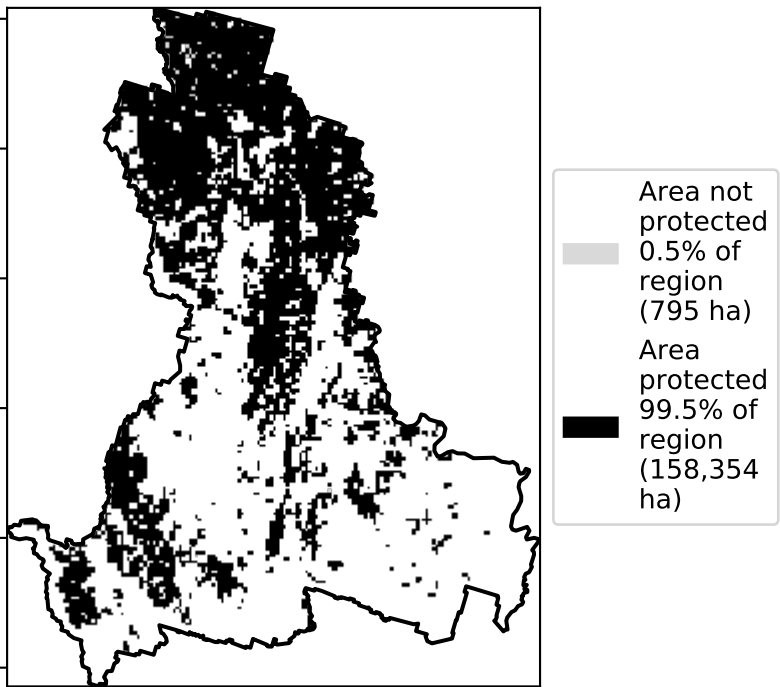 Area not
protected
0.5% of
region
(795 ha)
Area
protected
99.5% of
region
(158,354
ha)